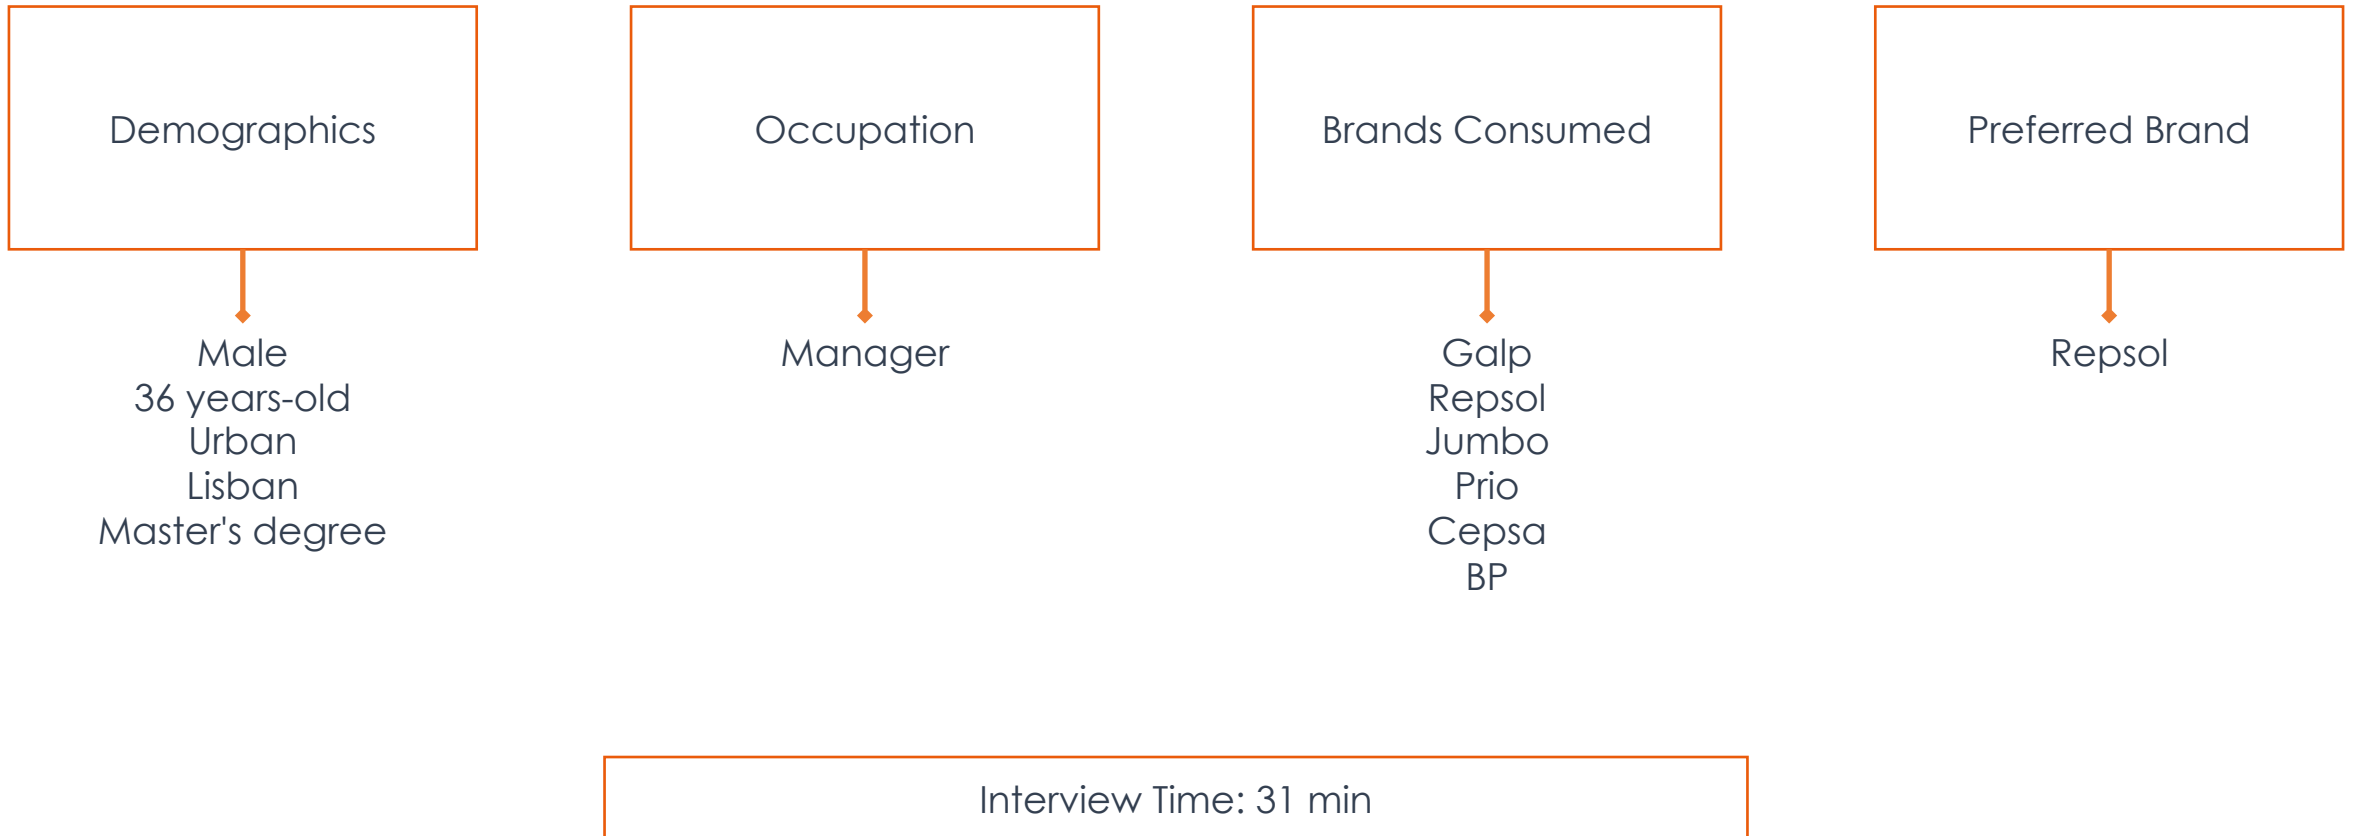 Demographics
Occupation
Brands Consumed
Preferred Brand
Male
36 years-old
Urban
Lisban
Master's degree
Manager
Galp
Repsol
Jumbo
Prio
Cepsa
BP
Repsol
Interview Time: 31 min